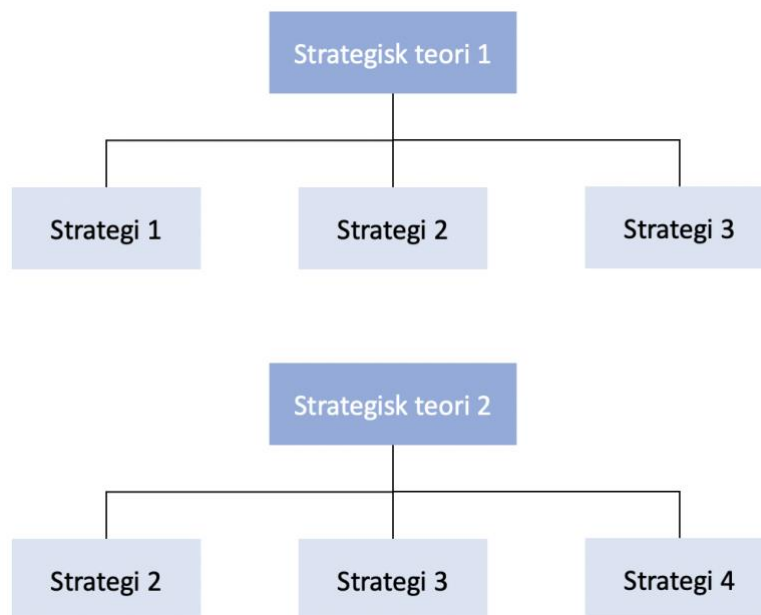 Strategisk teori 1
Strategi 1
Strategi 2
Strategi 3
Strategisk teori 2
Strategi 2
Strategi 3
Strategi 4